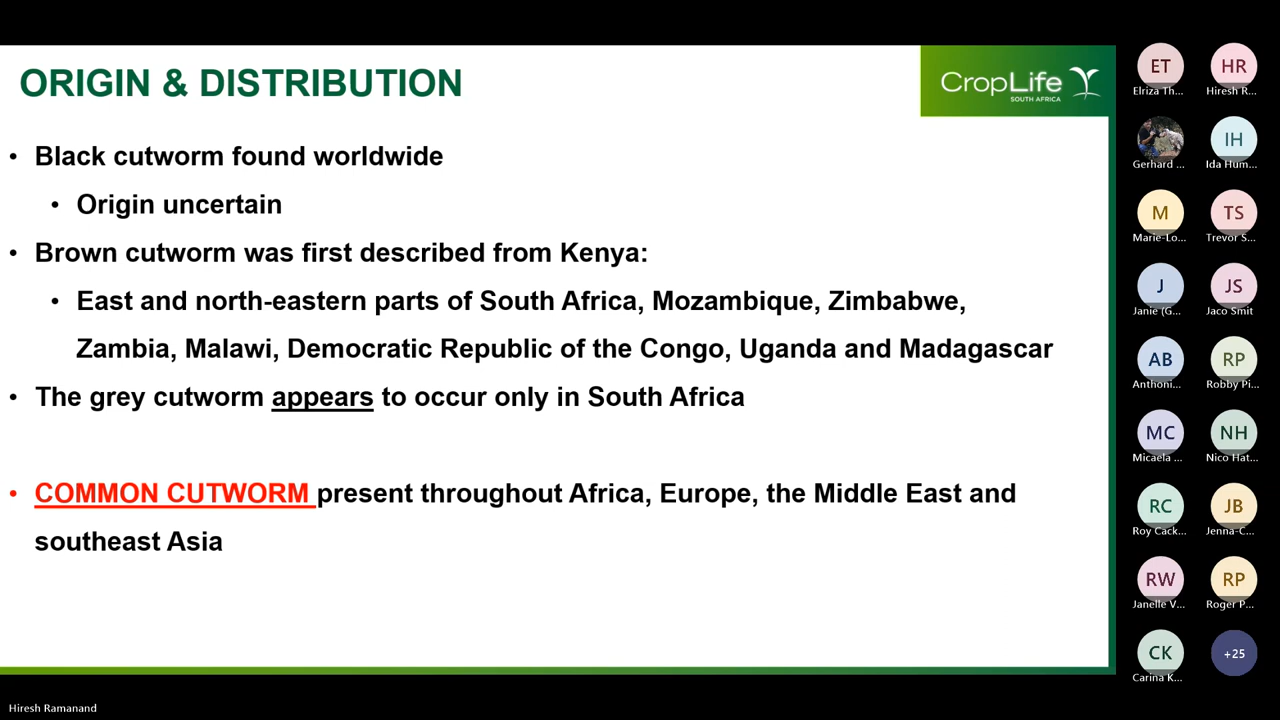 ORIGIN & DISTRIBUTION
CropLife
SOUTH AFRICA
• Black cutworm found worldwide
• Origin uncertain
• Brown cutworm was first described from Kenya:
• East and north-eastern parts of South Africa, Mozambique, Zimbabwe,
Zambia, Malawi, Democratic Republic of the Congo, Uganda and Madagascar
• The grey cutworm appears to occur only in South Africa
• COMMON CUTWORM present throughout Africa, Europe, the Middle East and
southeast Asia
ET
Elriza Th...
HR
Hiresh R...
Gerhard ...
IH
Ida Hum...
M
Marie-Lo...
TS
Trevor S...
J
Janie (G...
JS
Jaco Smit
AB
Anthoni...
RP
Robby Pi...
MC
Micaela ...
NH
Nico Hat...
RC
Roy Cack...
JB
Jenna-C...
RW
Janelle V...
RP
Roger P...
CK
Carina K...
+25
Hiresh Ramanand